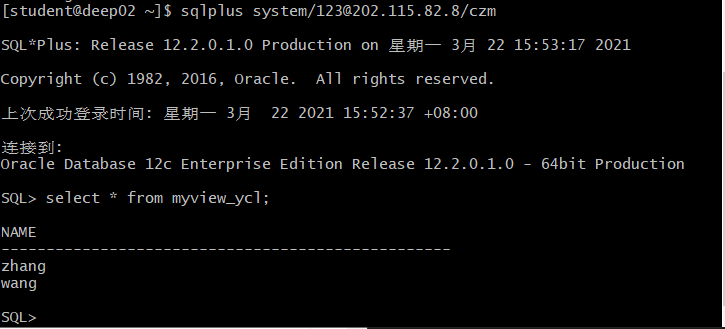 [student@deep02 ~]$ sqlplus system/123@202.115.82.8/czm
SQL*Plus: Release 12.2.0.1.0 Production on 星期一 3月 22 15:53:17 2021
Copyright (c) 1982, 2016, Oracle.  All rights reserved.
上次成功登录时间: 星期一 3月  22 2021 15:52:37 +08:00
连接到:
Oracle Database 12c Enterprise Edition Release 12.2.0.1.0 - 64bit Production
SQL> select * from myview_ycl;
NAME
--------------------------------------------------
zhang
wang
SQL>